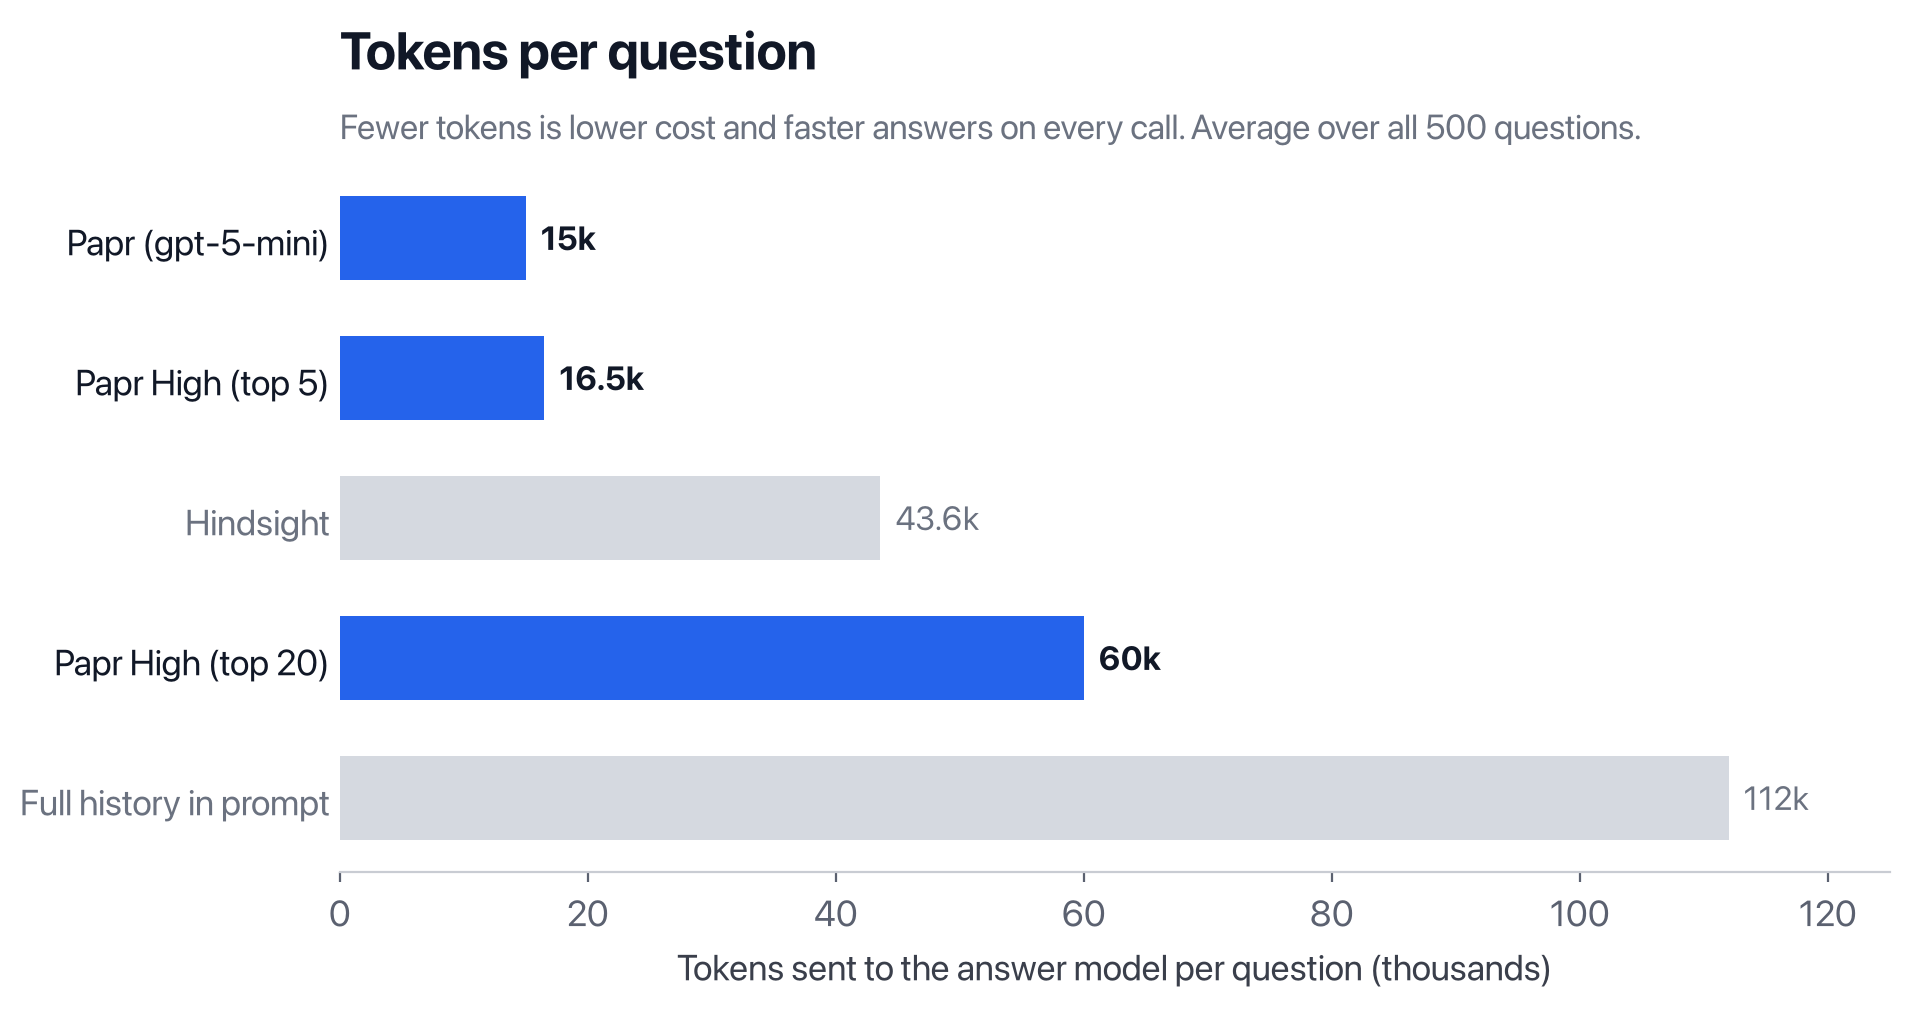 Tokens per question
Fewer tokens is lower cost and faster answers on every call. Average over all 500 questions.
Papr (gpt-5-mini) 15k
Papr High (top 5) 16.5k
Hindsight 43.6k
Papr High (top 20) 60k
Full history in prompt 112k
0 20 40 60 80 100 120
Tokens sent to the answer model per question (thousands)